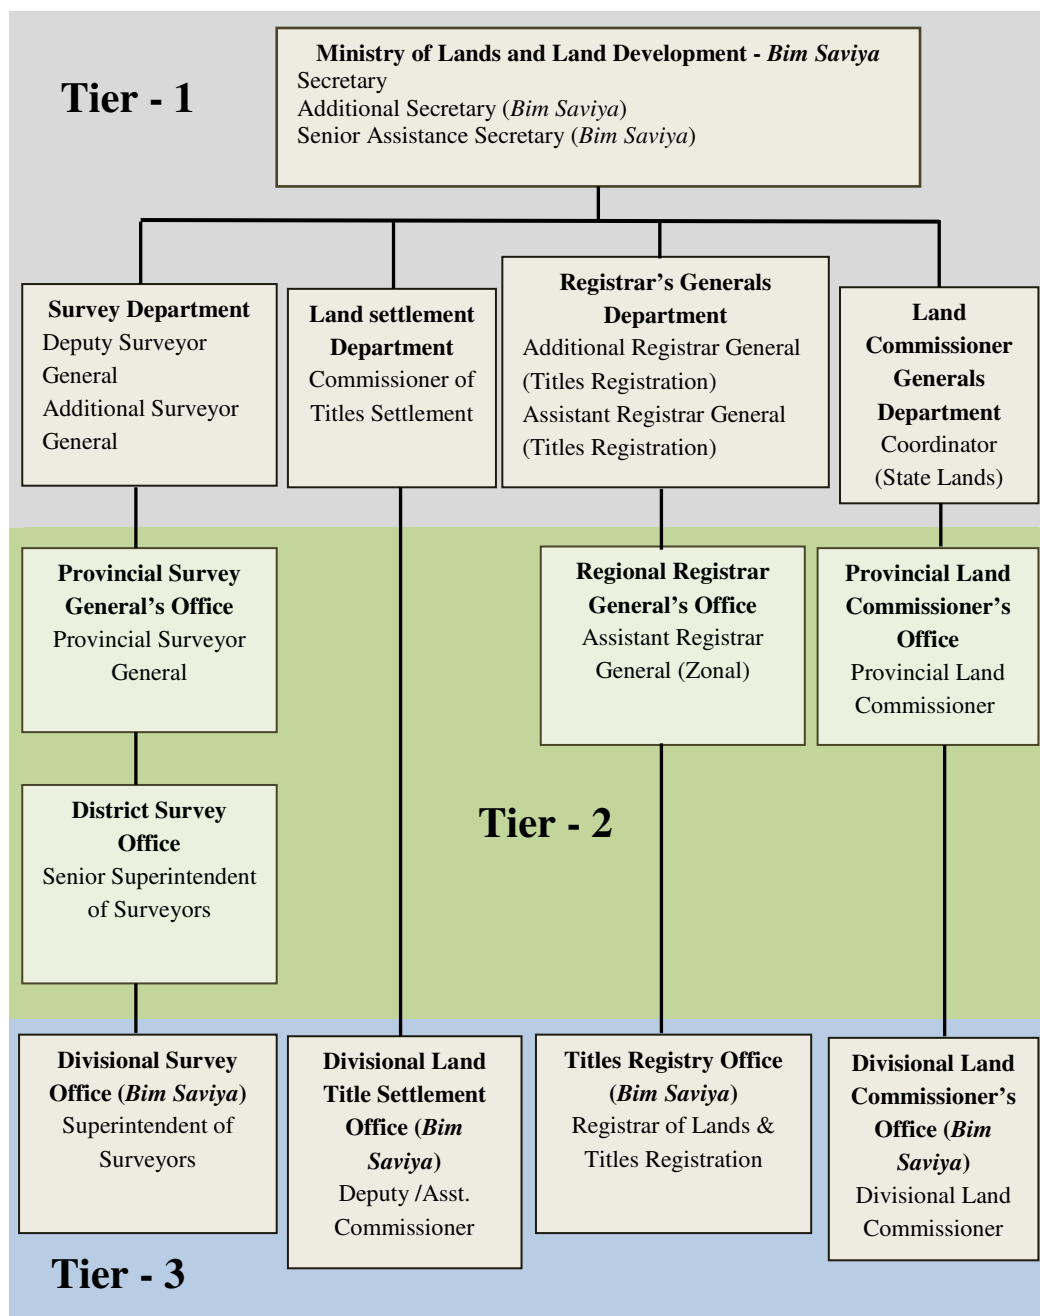 Tier - 1
Ministry of Lands and Land Development - Bim Saviya
Secretary
Additional Secretary (Bim Saviya)
Senior Assistance Secretary (Bim Saviya)
Survey Department
Deputy Surveyor
General
Additional Surveyor
General
Land settlement
Department
Commissioner of
Titles Settlement
Registrar’s Generals
Department
Additional Registrar General
(Titles Registration)
Assistant Registrar General
(Titles Registration)
Land
Commissioner
Generals
Department
Coordinator
(State Lands)
Provincial Survey
General’s Office
Provincial Surveyor
General
Regional Registrar
General’s Office
Assistant Registrar
General (Zonal)
Provincial Land
Commissioner’s
Office
Provincial Land
Commissioner
District Survey
Office
Senior Superintendent
of Surveyors
Tier - 2
Divisional Survey
Office (Bim Saviya)
Superintendent of
Surveyors
Divisional Land
Title Settlement
Office (Bim
Saviya)
Deputy /Asst.
Commissioner
Titles Registry Office
(Bim Saviya)
Registrar of Lands &
Titles Registration
Divisional Land
Commissioner’s
Office (Bim
Saviya)
Divisional Land
Commissioner
Tier - 3